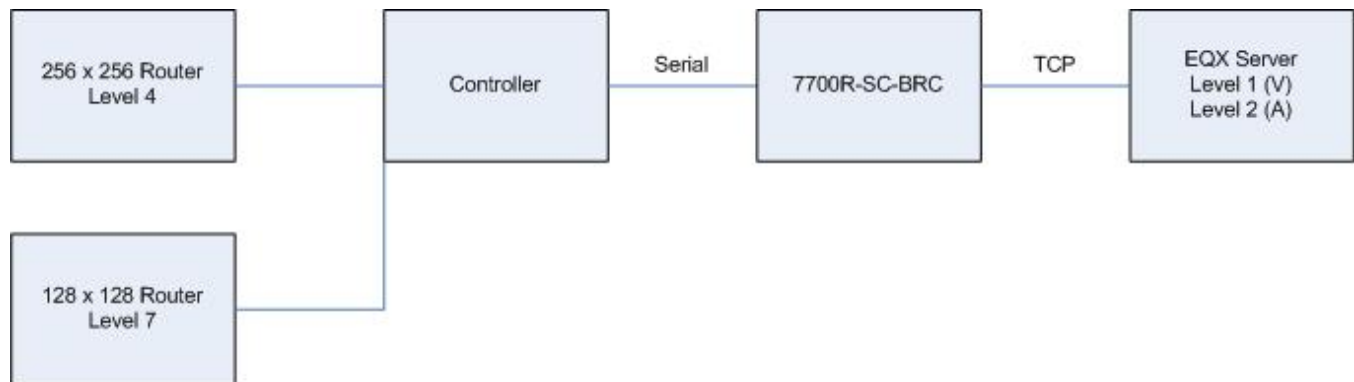 256 x 256 Router
Level 4
Controller
Serial
7700R-SC-BRC
TCP
EQX Server
Level 1 (V)
Level 2 (A)
128 x 128 Router
Level 7